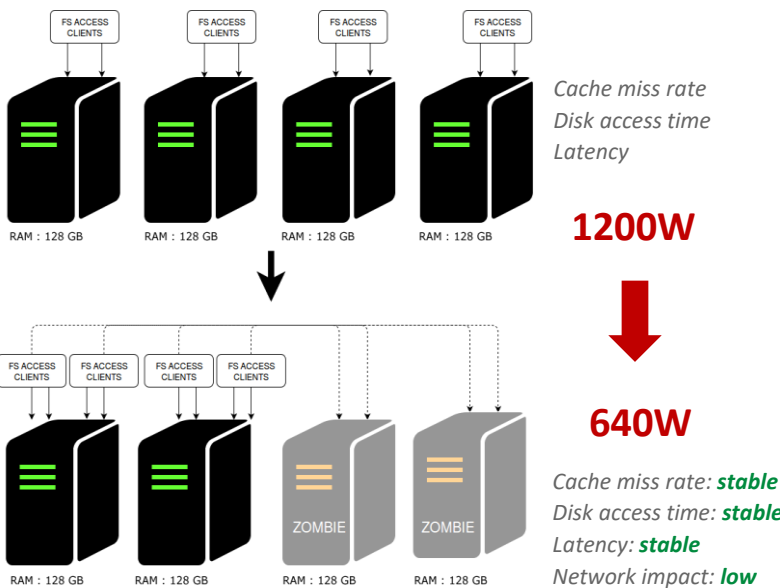 FS ACCESS
CLIENTS
FS ACCESS
CLIENTS
FS ACCESS
CLIENTS
FS ACCESS
CLIENTS
RAM : 128 GB
RAM : 128 GB
RAM : 128 GB
RAM : 128 GB
Cache miss rate
Disk access time
Latency
1200W
FS ACCESS
CLIENTS
FS ACCESS
CLIENTS
FS ACCESS
CLIENTS
FS ACCESS
CLIENTS
ZOMBIE
ZOMBIE
RAM : 128 GB
RAM : 128 GB
RAM : 128 GB
RAM : 128 GB
640W
Cache miss rate: stable
Disk access time: stable
Latency: stable
Network impact: low